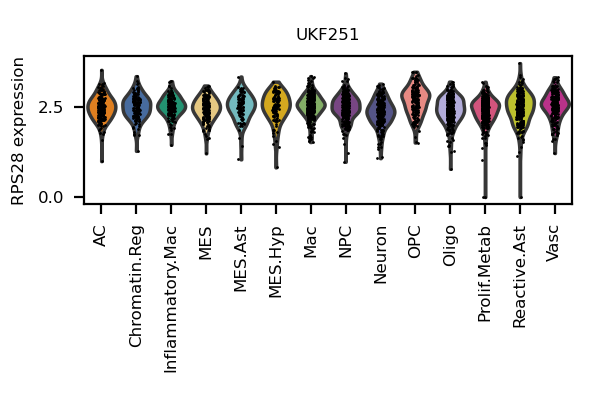 UKF251
RPS28 expression
2.5
0.0
AC
Chromatin.Reg
Inflammatory.Mac
MES
MES.Ast
MES.Hyp
Mac
NPC
Neuron
OPC
Oligo
Prolif.Metab
Reactive.Ast
Vasc